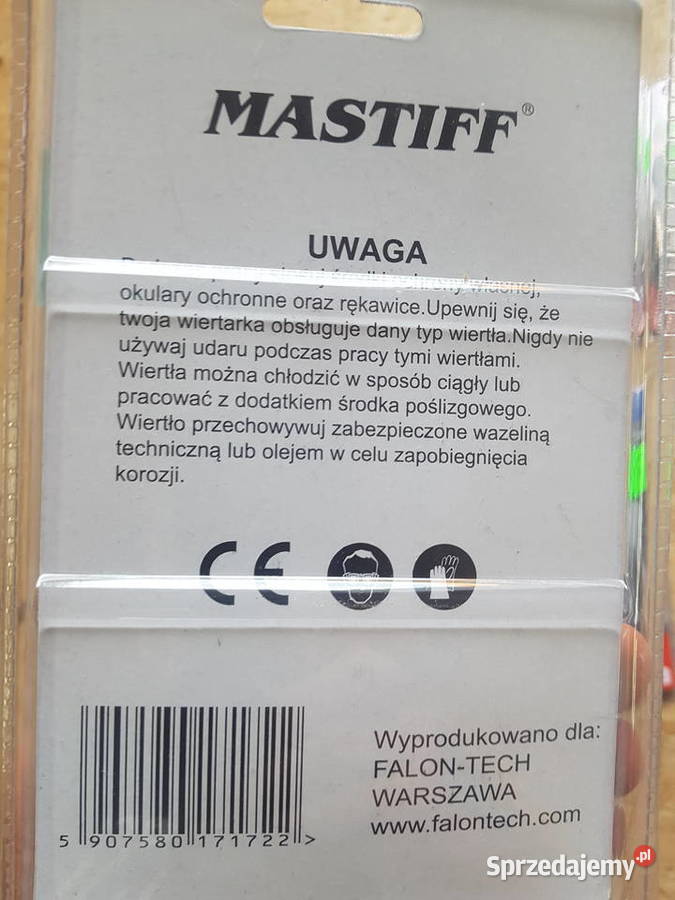 MASTIFF®
UWAGA
okulary ochronne oraz rękawice.Upewnij się, że
twoja wiertarka obsługuje dany typ wiertła.Nigdy nie
używaj udaru podczas pracy tymi wiertłami.
Wiertła można chłodzić w sposób ciągły lub
pracować z dodatkiem środka poślizgowego.
Wiertło przechowywuj zabezpieczone wazeliną
techniczną lub olejem w celu zapobiegnięcia
korozji.
CE
5 907580 171722 >
Wyprodukowano dla:
FALON-TECH
WARSZAWA
www.falontech.com
Sprzedajemy.pl